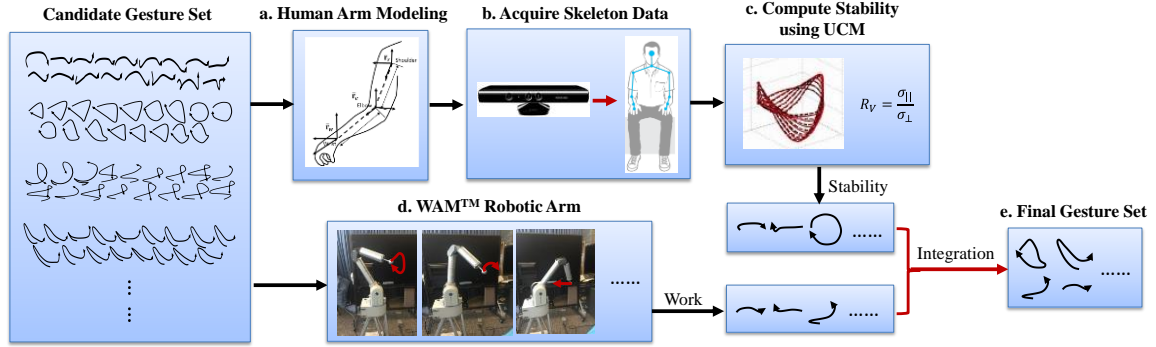 Candidate Gesture Set
a. Human Arm Modeling
b. Acquire Skeleton Data
c. Compute Stability
using UCM
Shoulder
Elbow
R_V = σ_|| / σ_⊥
Stability
d. WAM™ Robotic Arm
e. Final Gesture Set
......
Integration
......
......
Work
......
⋮
⋮